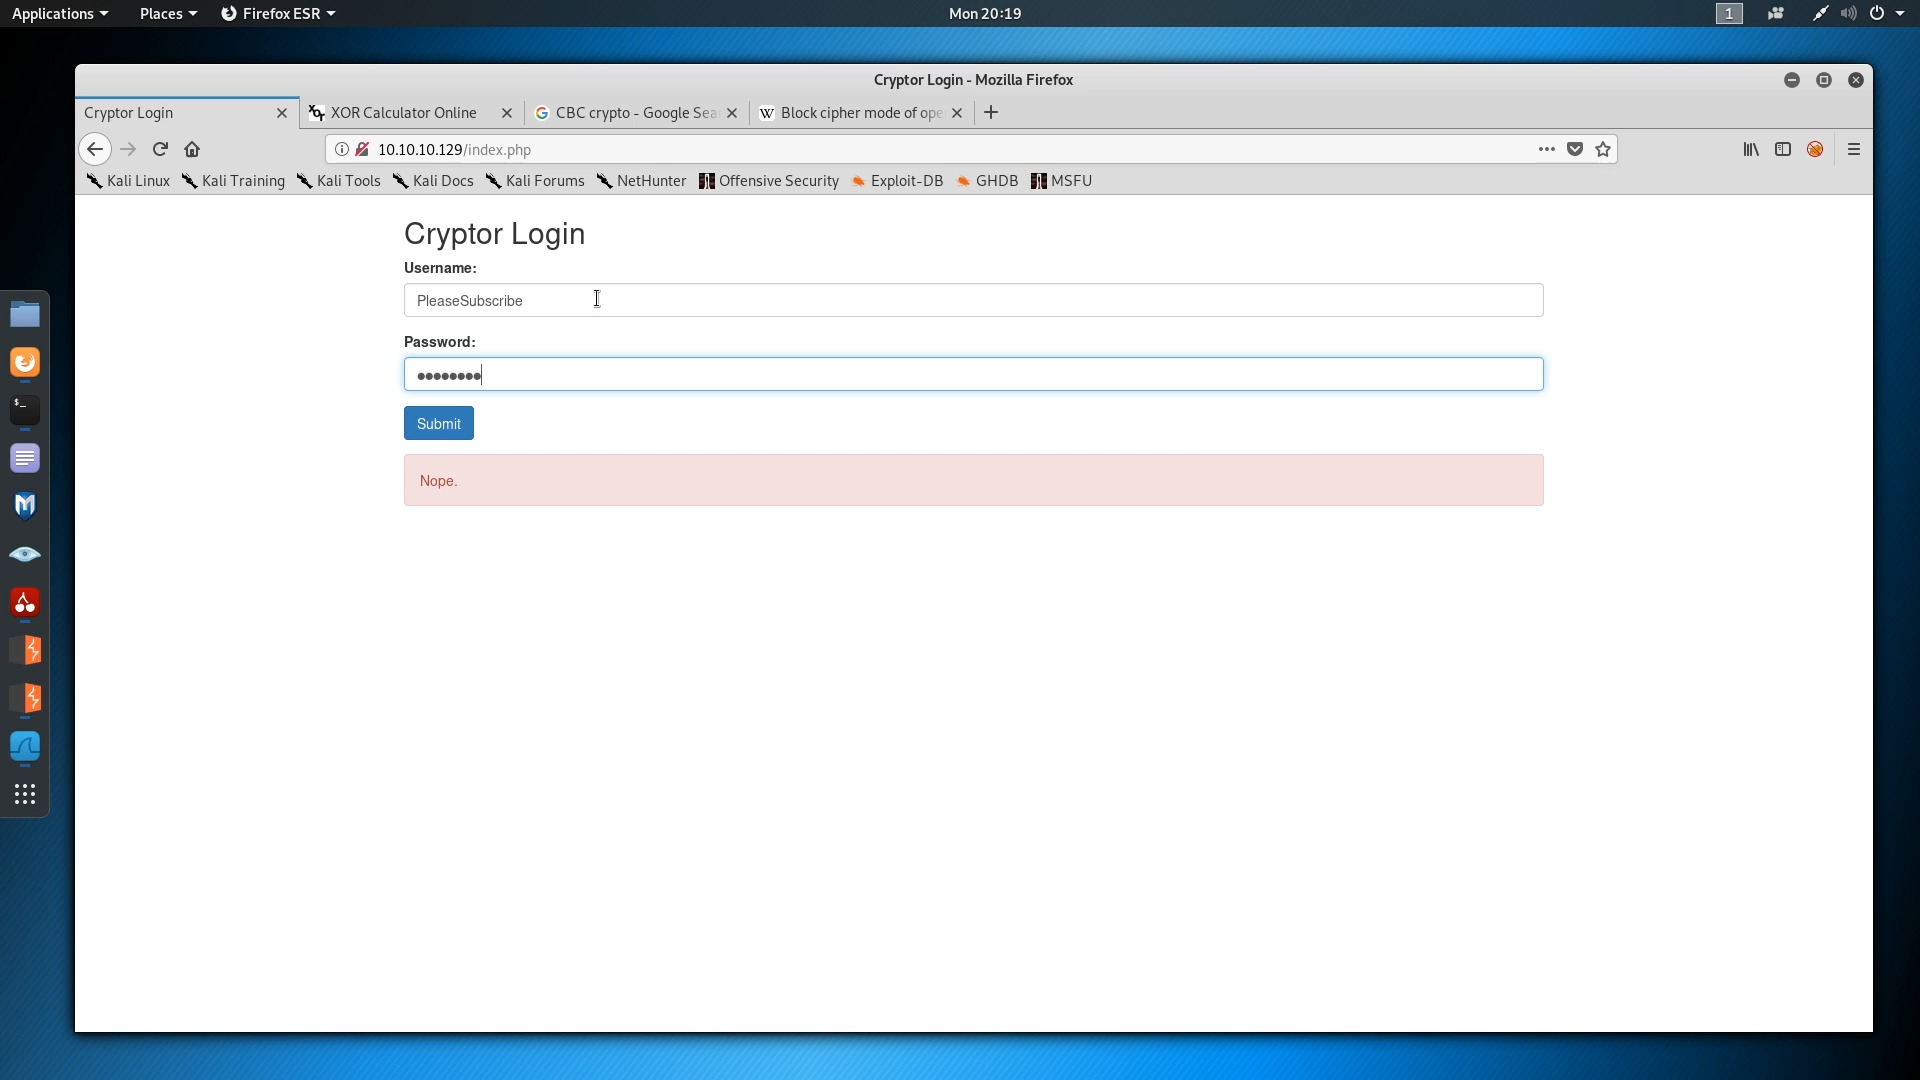 Applications Places Firefox ESR Mon 20:19 1
Cryptor Login - Mozilla Firefox
Cryptor Login XOR Calculator Online CBC crypto - Google Sea Block cipher mode of ope
10.10.10.129/index.php
Kali Linux Kali Training Kali Tools Kali Docs Kali Forums NetHunter Offensive Security Exploit-DB GHDB MSFU
Cryptor Login
Username:
PleaseSubscribe
Password:
••••••••
Submit
Nope.